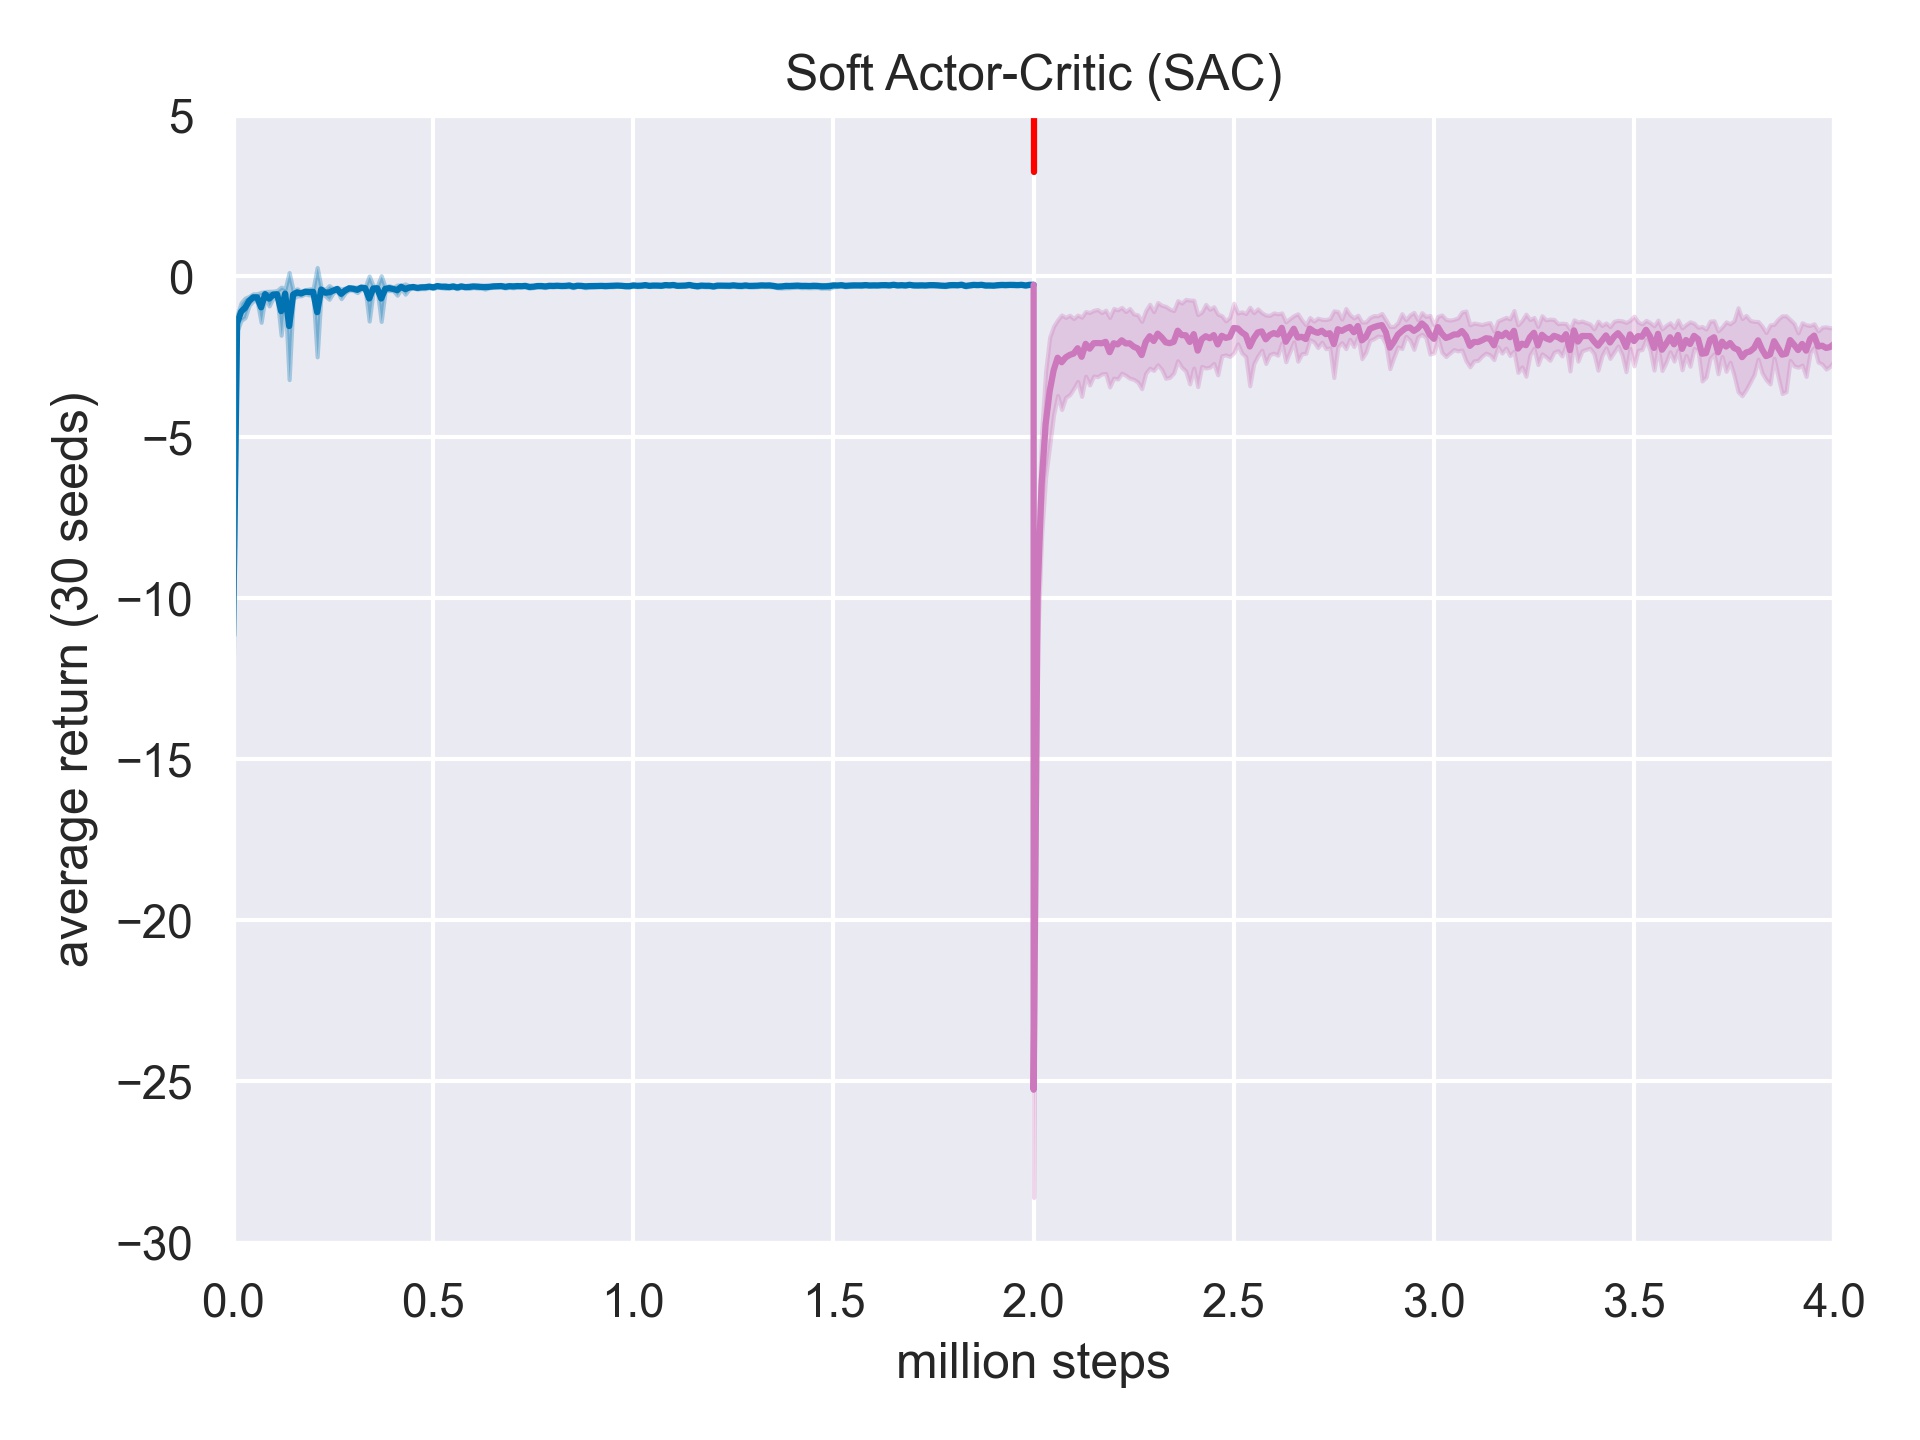 Soft Actor-Critic (SAC)
5
0
−5
−10
−15
−20
−25
−30
average return (30 seeds)
0.0 0.5 1.0 1.5 2.0 2.5 3.0 3.5 4.0
million steps